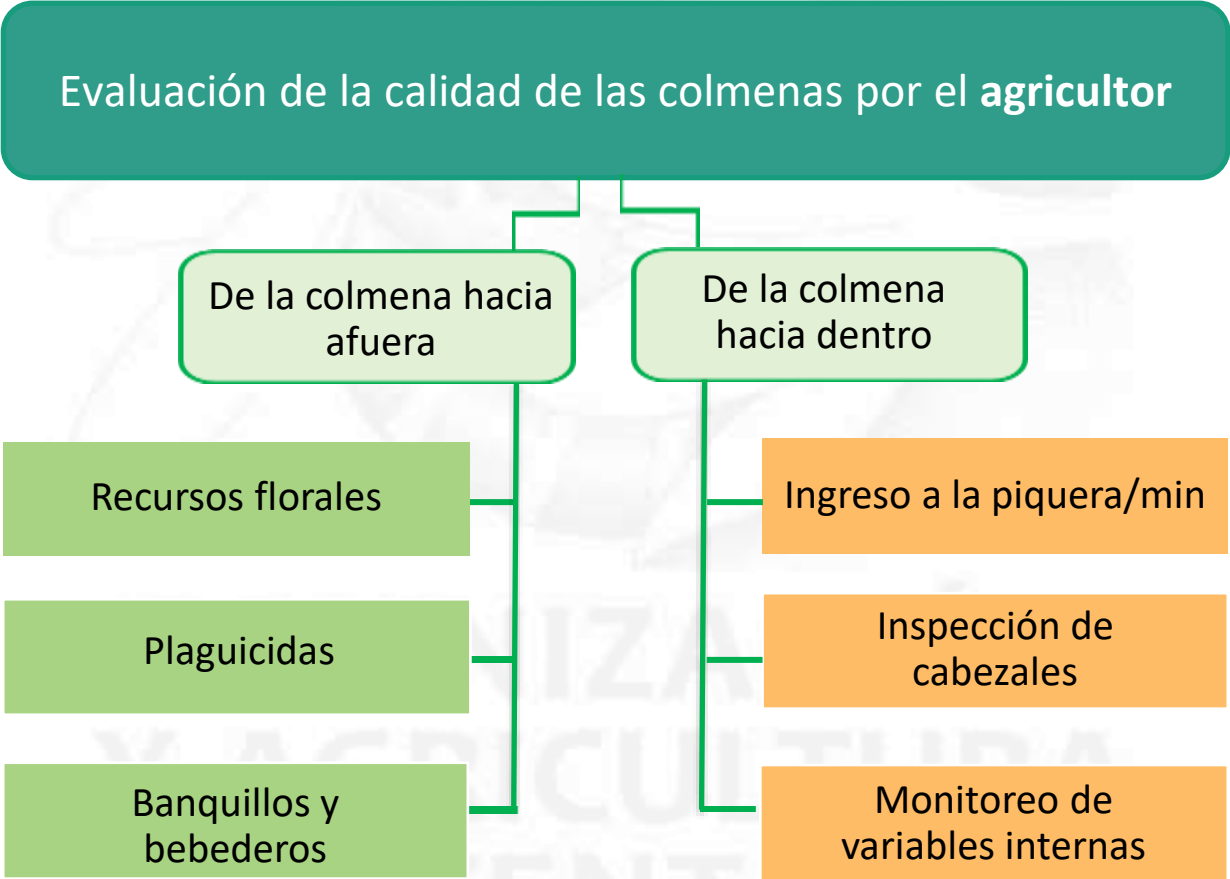 Evaluación de la calidad de las colmenas por el agricultor
De la colmena hacia
afuera
De la colmena
hacia dentro
Recursos florales
Plaguicidas
Banquillos y
bebederos
Ingreso a la piquera/min
Inspección de
cabezales
Monitoreo de
variables internas